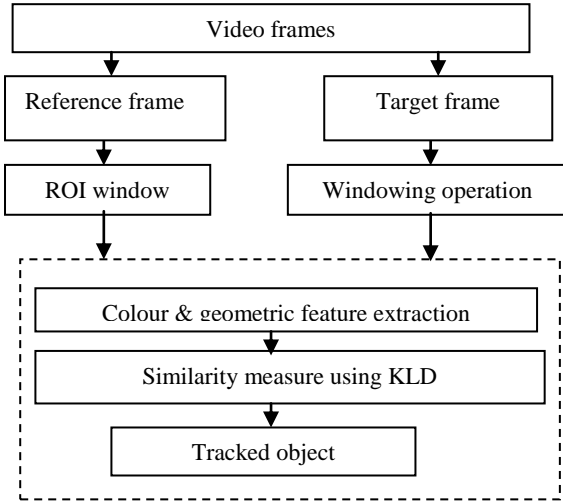 Video frames
Reference frame
Target frame
ROI window
Windowing operation
Colour & geometric feature extraction
Similarity measure using KLD
Tracked object